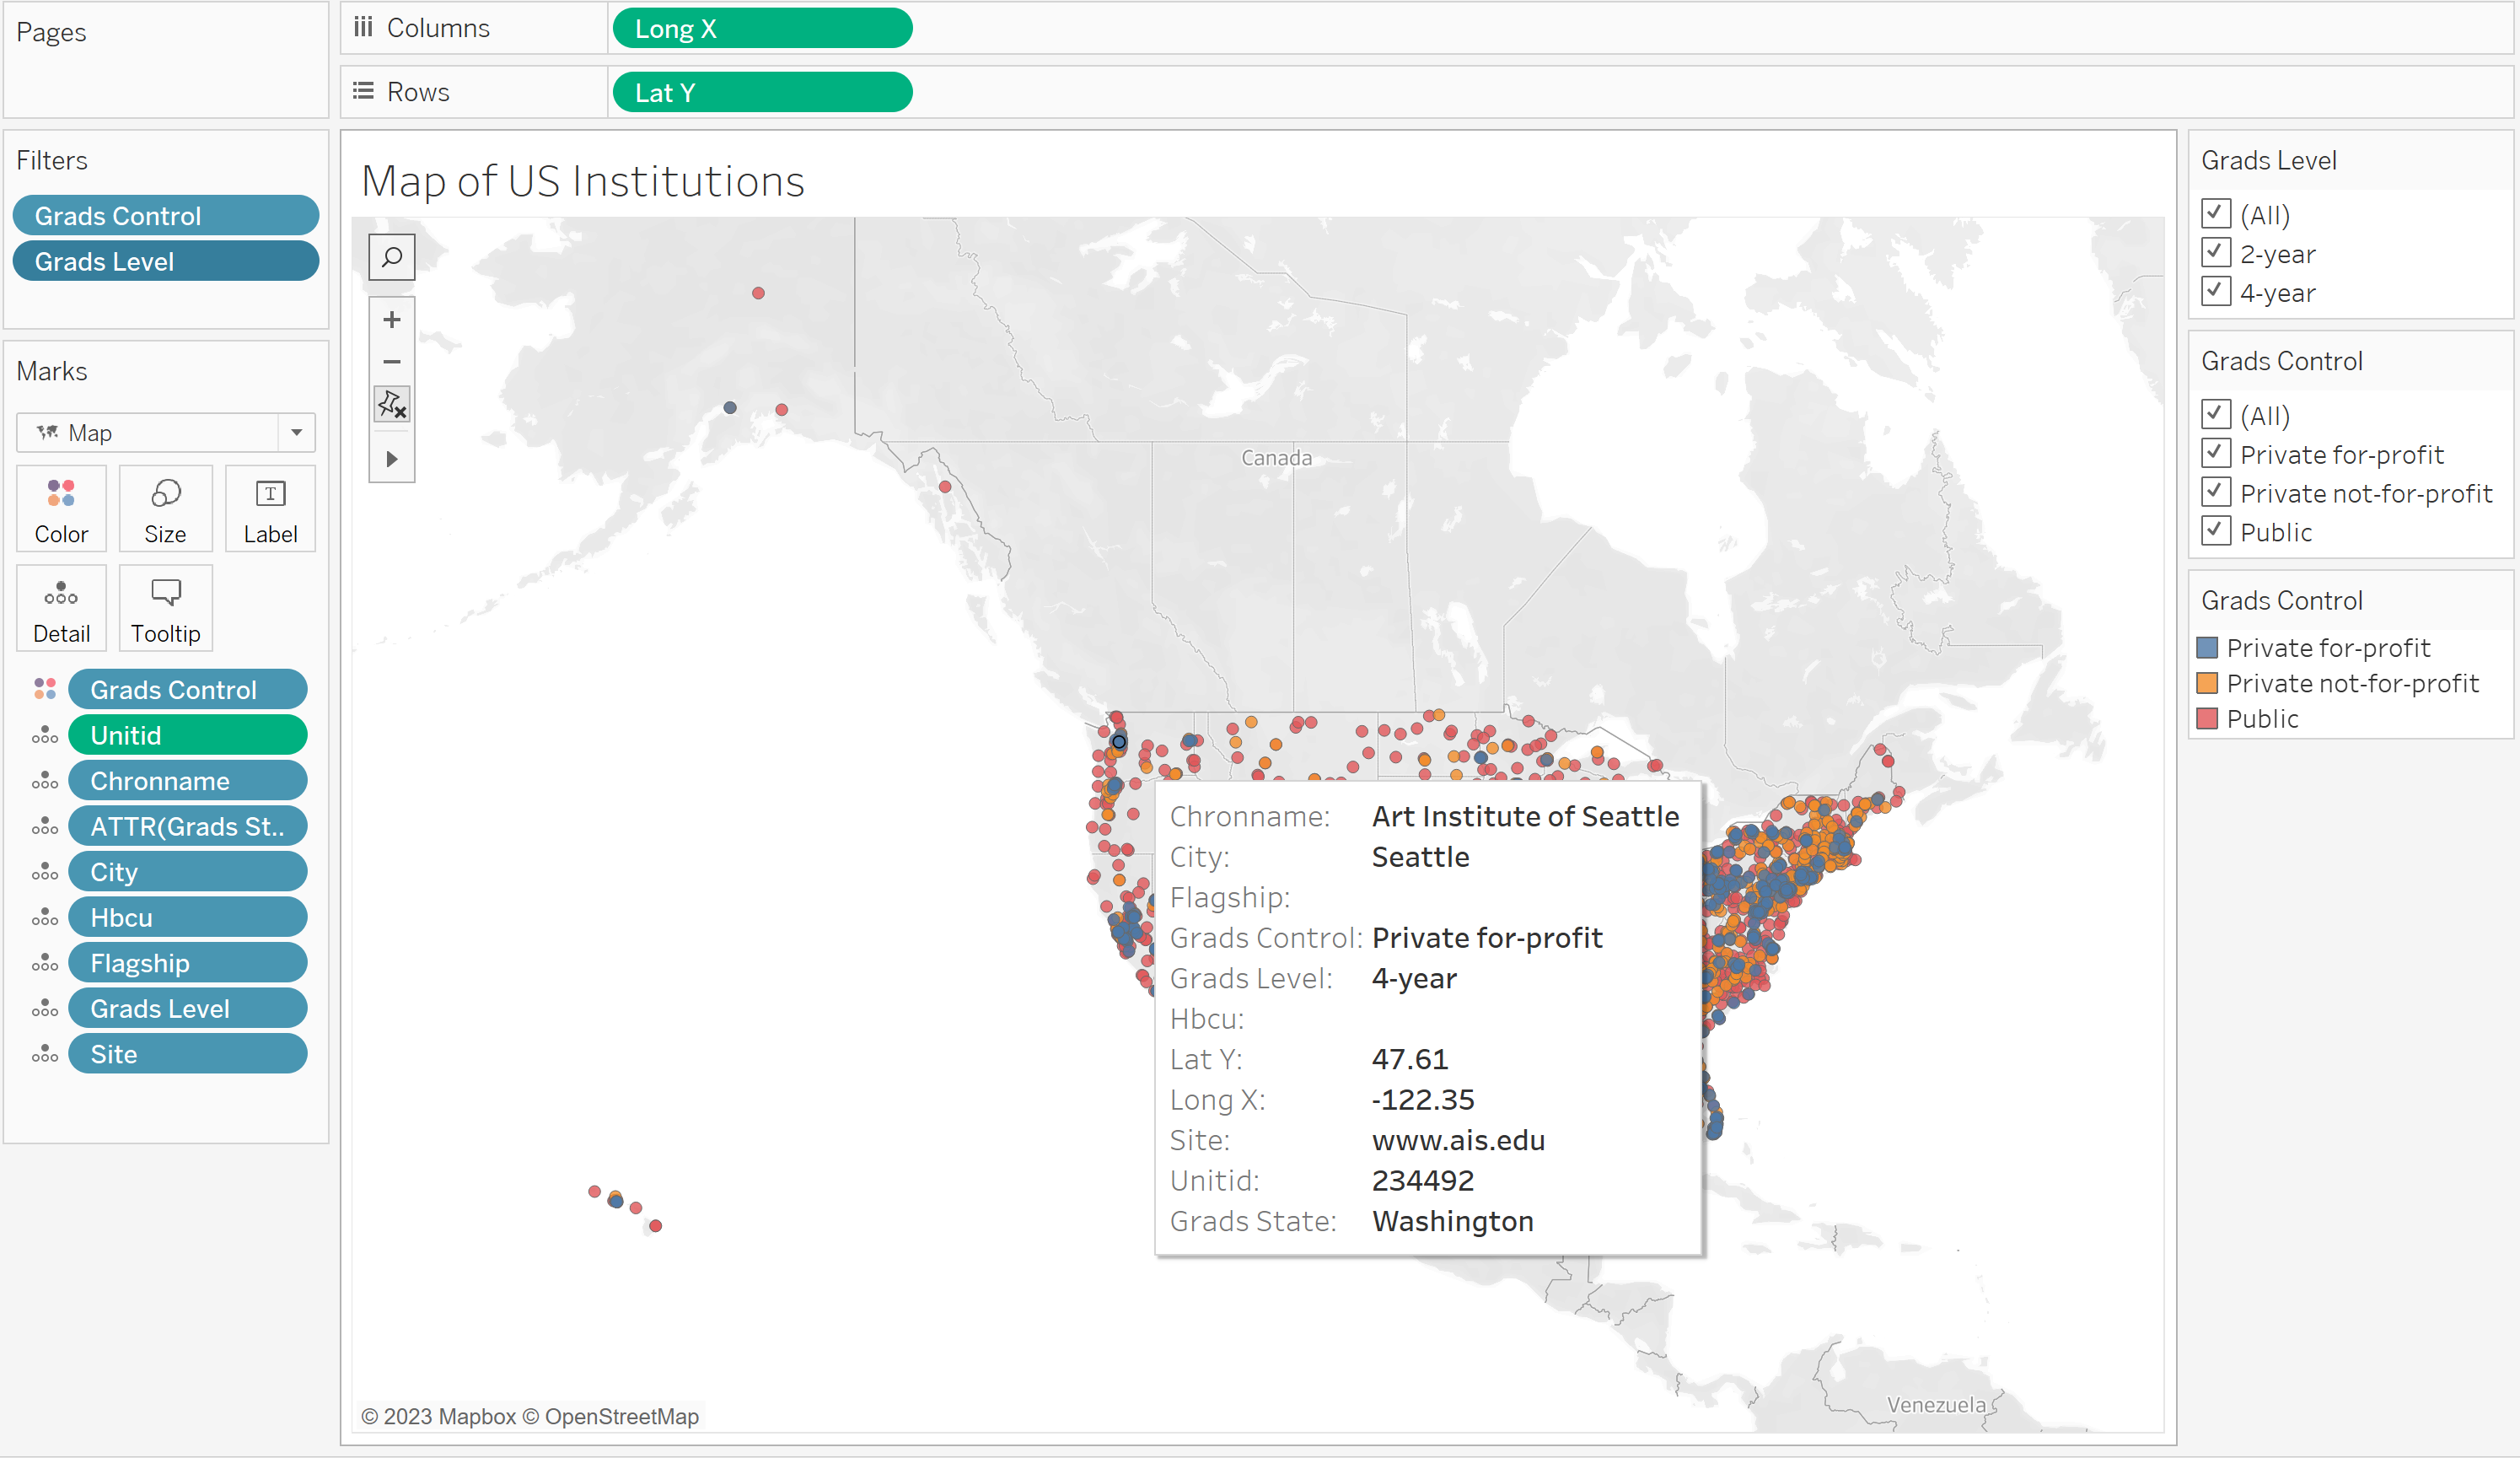 Pages
Columns
Long X
Rows
Lat Y
Filters
Grads Control
Grads Level
Marks
Map
Color
Size
T
Label
Detail
Tooltip
Grads Control
Unitid
Chronname
ATTR(Grads St..
City
Hbcu
Flagship
Grads Level
Site
Map of US Institutions
Canada
Chronname: Art Institute of Seattle
City: Seattle
Flagship:
Grads Control: Private for-profit
Grads Level: 4-year
Hbcu:
Lat Y: 47.61
Long X: -122.35
Site: www.ais.edu
Unitid: 234492
Grads State: Washington
Venezuela
© 2023 Mapbox © OpenStreetMap
Grads Level
(All)
2-year
4-year
Grads Control
(All)
Private for-profit
Private not-for-profit
Public
Grads Control
Private for-profit
Private not-for-profit
Public